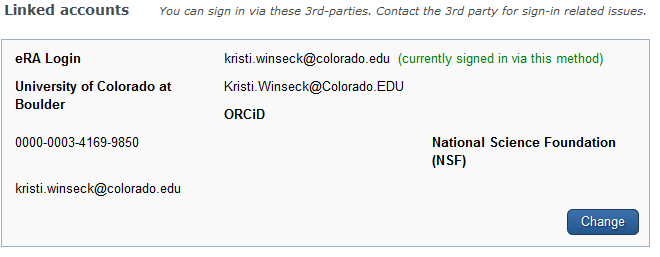 Linked accounts You can sign in via these 3rd-parties. Contact the 3rd party for sign-in related issues.
eRA Login kristi.winseck@colorado.edu (currently signed in via this method)
University of Colorado at Boulder Kristi.Winseck@Colorado.EDU
ORCiD
0000-0003-4169-9850 National Science Foundation (NSF)
kristi.winseck@colorado.edu
Change